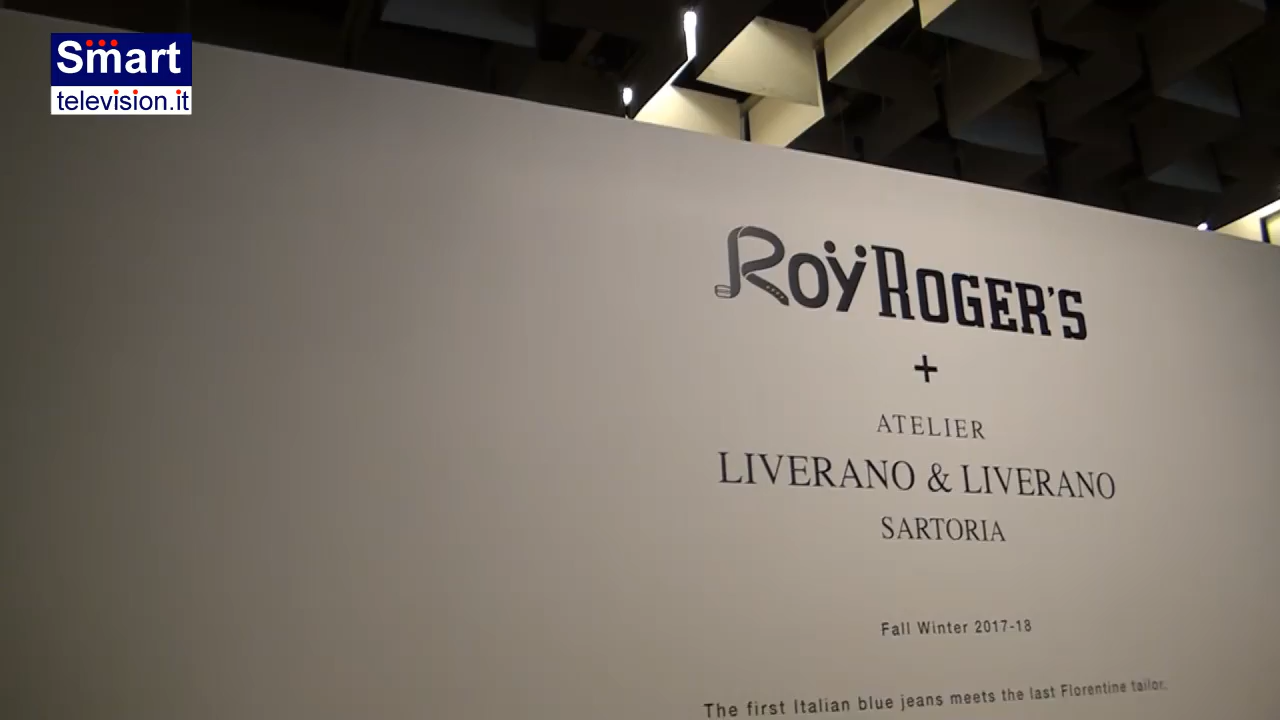 Smart
television.it
ROY ROGER'S
+
ATELIER
LIVERANO & LIVERANO
SARTORIA
Fall Winter 2017-18
The first Italian blue jeans meets the last Florentine tailor.